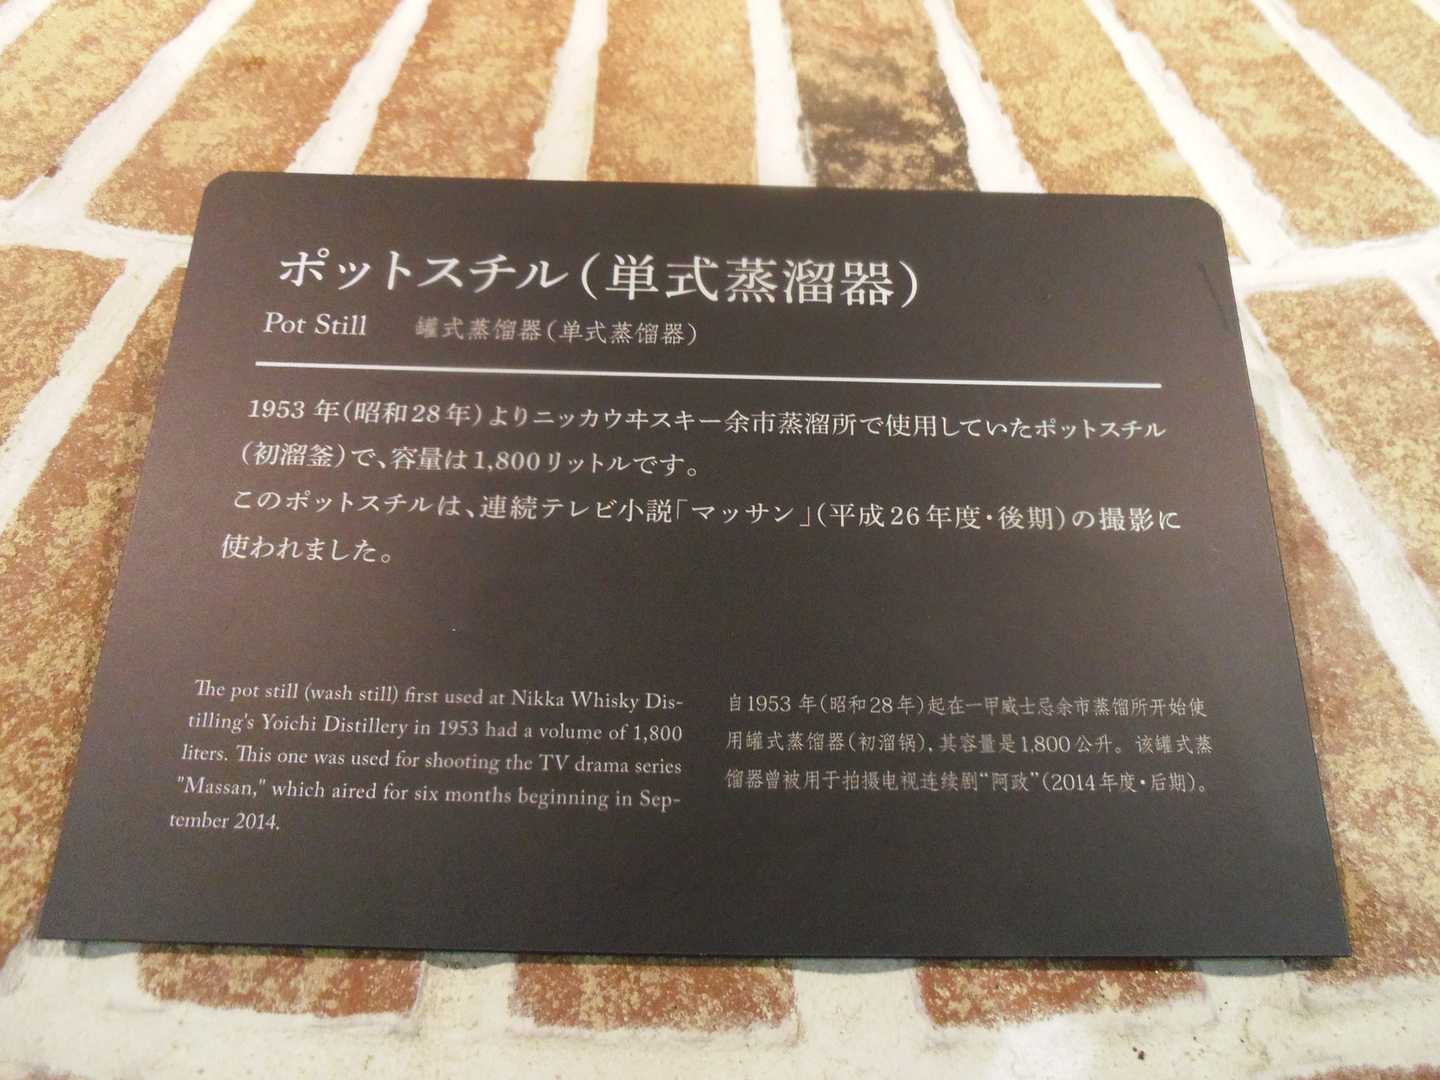 ポットスチル（単式蒸溜器）
Pot Still　罐式蒸馏器（单式蒸馏器）
1953年（昭和28年）よりニッカウヰスキー余市蒸溜所で使用していたポットスチル
（初溜釜）で、容量は1,800リットルです。
このポットスチルは、連続テレビ小説「マッサン」（平成26年度・後期）の撮影に
使われました。
The pot still (wash still) first used at Nikka Whisky Dis-
tilling's Yoichi Distillery in 1953 had a volume of 1,800
liters. This one was used for shooting the TV drama series
"Massan," which aired for six months beginning in Sep-
tember 2014.
自1953年（昭和28年）起在一甲威士忌余市蒸馏所开始使
用罐式蒸馏器（初溜锅），其容量是1,800公升。该罐式蒸
馏器曾被用于拍摄电视连续剧“阿政”（2014年度・后期）。